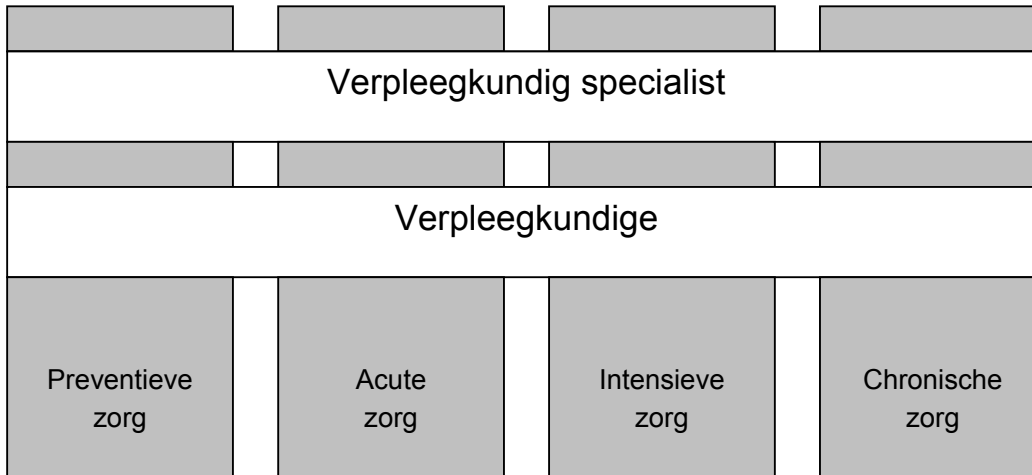 Verpleegkundig specialist
Verpleegkundige
Preventieve
zorg
Acute
zorg
Intensieve
zorg
Chronische
zorg